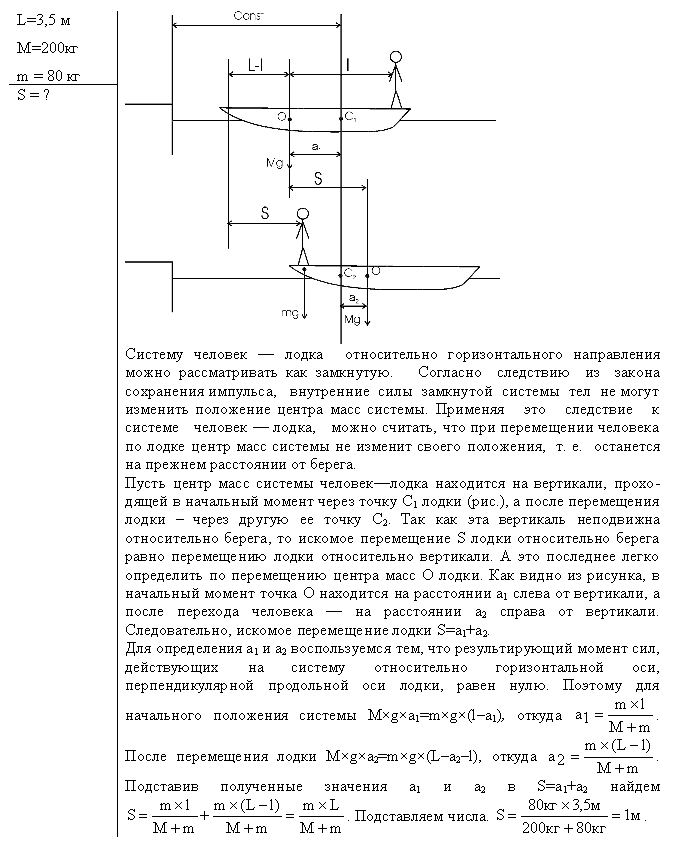 L=3,5 м
M=200кг
m = 80 кг
S = ?
Const
L-l
l
O
C₁
a₁
Mg
S
S
C₂
O
mg
a₂
Mg
Систему человек — лодка относительно горизонтального направления
можно рассматривать как замкнутую. Согласно следствию из закона
сохранения импульса, внутренние силы замкнутой системы тел не могут
изменить положение центра масс системы. Применяя это следствие к
системе человек — лодка, можно считать, что при перемещении человека
по лодке центр масс системы не изменит своего положения, т. е. останется
на прежнем расстоянии от берега.
Пусть центр масс системы человек—лодка находится на вертикали, прохо-
дящей в начальный момент через точку C₁ лодки (рис.), а после перемещения
лодки – через другую ее точку C₂. Так как эта вертикаль неподвижна
относительно берега, то искомое перемещение S лодки относительно берега
равно перемещению лодки относительно вертикали. А это последнее легко
определить по перемещению центра масс О лодки. Как видно из рисунка, в
начальный момент точка О находится на расстоянии a₁ слева от вертикали, а
после перехода человека — на расстоянии a₂ справа от вертикали.
Следовательно, искомое перемещение лодки S=a₁+a₂.
Для определения a₁ и a₂ воспользуемся тем, что результирующий момент сил,
действующих на систему относительно горизонтальной оси,
перпендикулярной продольной оси лодки, равен нулю. Поэтому для
начального положения системы M×g×a₁=m×g×(l–a₁), откуда a₁ = m×l / M+m.
После перемещения лодки M×g×a₂=m×g×(L–a₂–l), откуда a₂ = m×(L–l) / M+m.
Подставив полученные значения a₁ и a₂ в S=a₁+a₂ найдем
S = m×l / M+m + m×(L–l) / M+m = m×L / M+m. Подставляем числа. S = 80кг×3,5м / 200кг+80кг = 1м.